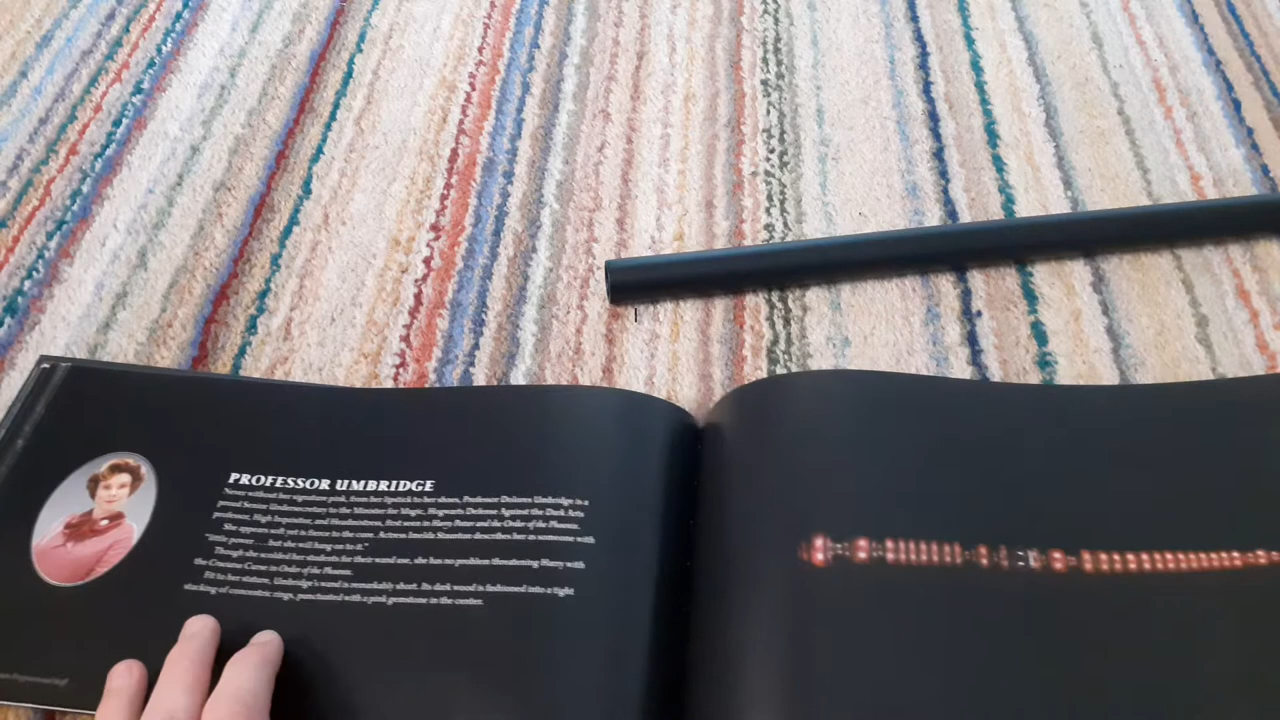 PROFESSOR UMBRIDGE
Never without her signature pink, from her lipstick to her shoes, Professor Dolores Umbridge is a
proud Senior Undersecretary to the Minister for Magic, Hogwarts Defense Against the Dark Arts
professor, High Inquisitor, and Headmistress, first seen in Harry Potter and the Order of the Phoenix.
She appears soft yet is fierce to the core. Actress Imelda Staunton describes her as someone with
“little power . . . but she will hang on to it.”
Though she scolded her students for their wand use, she has no problem threatening Harry with
the Cruciatus Curse in Order of the Phoenix.
Fit to her stature, Umbridge's wand is remarkably short. Its dark wood is fashioned into a tight
stacking of concentric rings, punctuated with a pink gemstone in the center.